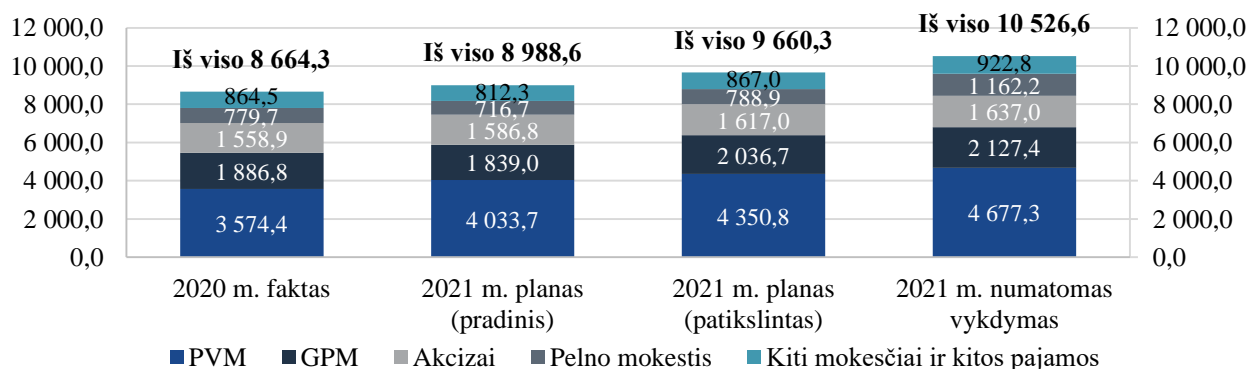 12 000,0
10 000,0
8 000,0
6 000,0
4 000,0
2 000,0
0,0
Iš viso 8 664,3
864,5
779,7
1 558,9
1 886,8
3 574,4
Iš viso 8 988,6
812,3
716,7
1 586,8
1 839,0
4 033,7
Iš viso 9 660,3
867,0
788,9
1 617,0
2 036,7
4 350,8
Iš viso 10 526,6
922,8
1 162,2
1 637,0
2 127,4
4 677,3
12 000,0
10 000,0
8 000,0
6 000,0
4 000,0
2 000,0
0,0
2020 m. faktas
2021 m. planas
(pradinis)
2021 m. planas
(patikslintas)
2021 m. numatomas
vykdymas
PVM GPM Akcizai Pelno mokestis Kiti mokesčiai ir kitos pajamos